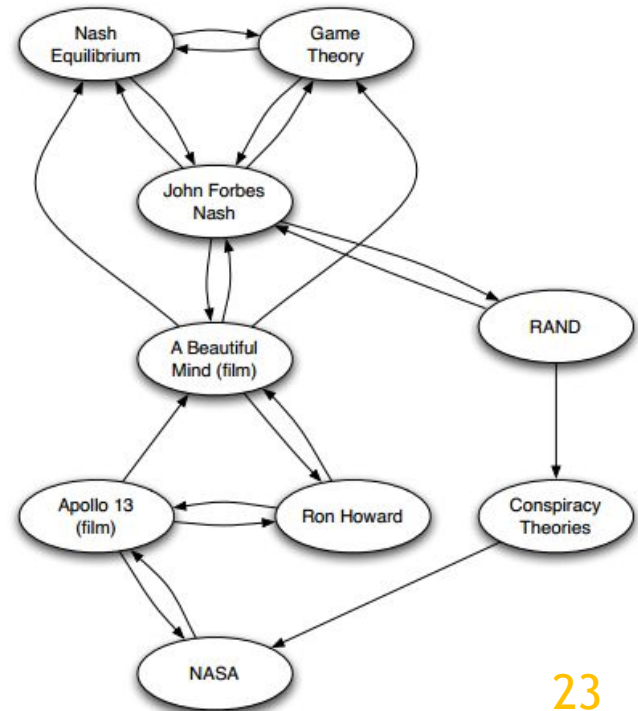 Nash
Equilibrium
Game
Theory
John Forbes
Nash
RAND
A Beautiful
Mind (film)
Apollo 13
(film)
Ron Howard
Conspiracy
Theories
NASA
23